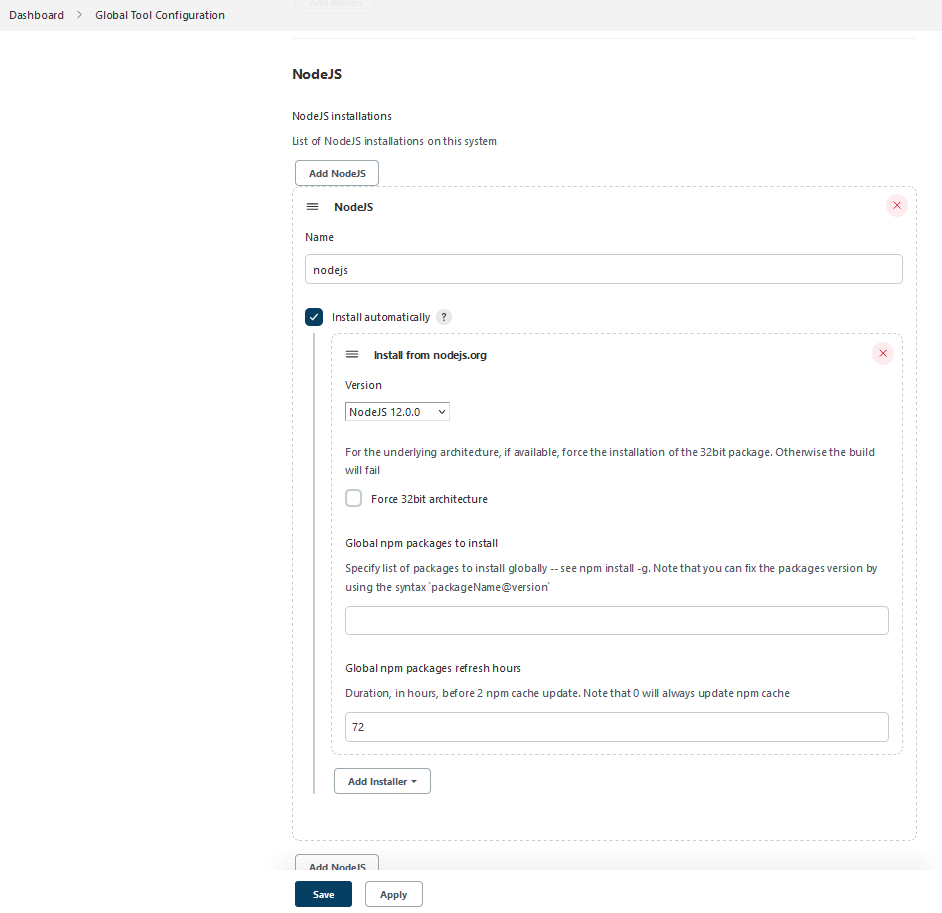 Dashboard > Global Tool Configuration
Add Maven
NodeJS
NodeJS installations
List of NodeJS installations on this system
Add NodeJS
NodeJS
Name
nodejs
Install automatically ?
Install from nodejs.org
Version
NodeJS 12.0.0
For the underlying architecture, if available, force the installation of the 32bit package. Otherwise the build
will fail
Force 32bit architecture
Global npm packages to install
Specify list of packages to install globally -- see npm install -g. Note that you can fix the packages version by
using the syntax `packageName@version`
Global npm packages refresh hours
Duration, in hours, before 2 npm cache update. Note that 0 will always update npm cache
72
Add Installer
Add NodeJS
Save Apply